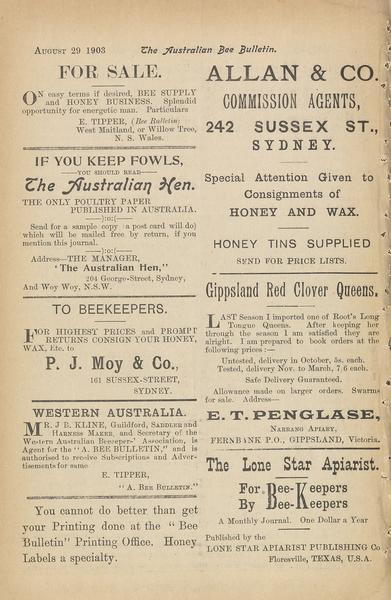 AUGUST 29 1903
The Australian Bee Bulletin.
FOR SALE.
ON easy terms if desired, BEE SUPPLY
and HONEY BUSINESS. Splendid
opportunity for energetic man. Particulars
E. TIPPER, (Bee Bulletin)
West Maitland, or Willow Tree,
N. S. Wales.
IF YOU KEEP FOWLS,
YOU SHOULD READ
The Australian Hen.
THE ONLY POULTRY PAPER
PUBLISHED IN AUSTRALIA.
—):o:(—
Send for a sample copy (a post card will do)
which will be mailed free by return, if you
mention this journal.
—):o:(—
Address—THE MANAGER,
"The Australian Hen,"
204 George-Street, Sydney,
And Woy Woy, N.S.W.
TO BEEKEEPERS.
FOR HIGHEST PRICES and PROMPT
RETURNS CONSIGN YOUR HONEY,
WAX, Etc. to
P. J. Moy & Co.,
161 SUSSEX-STREET,
SYDNEY.
WESTERN AUSTRALIA.
MR. J B. KLINE, Guildford, SADDLER and
HARNESS MAKER, and Secretary of the
Western Australian Beekeepers' Association, is
Agent for the "A. BEE BULLETIN," and is
authorised to receive Subscriptions and Adver-
tisements for same
E. TIPPER,
"A. BEE BULLETIN."
You cannot do better than get
your Printing done at the "Bee
Bulletin" Printing Office. Honey
Labels a specialty.
ALLAN & CO.
COMMISSION AGENTS,
242 SUSSEX ST.,
SYDNEY.
Special Attention Given to
Consignments of
HONEY AND WAX.
HONEY TINS SUPPLIED
SEND FOR PRICE LISTS.
Gippsland Red Clover Queens.
LAST Season I imported one of Root's Long
Tongue Queens. After keeping her
through the season I am satisfied they are
alright. I am prepared to book orders at the
following prices:—
Untested, delivery in October, 5s. each.
Tested, delivery Nov. to March, 7/6 each.
Safe Delivery Guaranteed.
Allowance made on larger orders. Swarms
for sale. Address—
E. T. PENGLASE,
NARRANG APIARY,
FERNBANK P.O., GIPPSLAND, Victoria.
The Lone Star Apiarist.
For Bee-Keepers
By Bee-Keepers
A Monthly Journal. One Dollar a Year
Published by the
LONE STAR APIARIST PUBLISHING Co
Floresville, TEXAS, U.S.A.